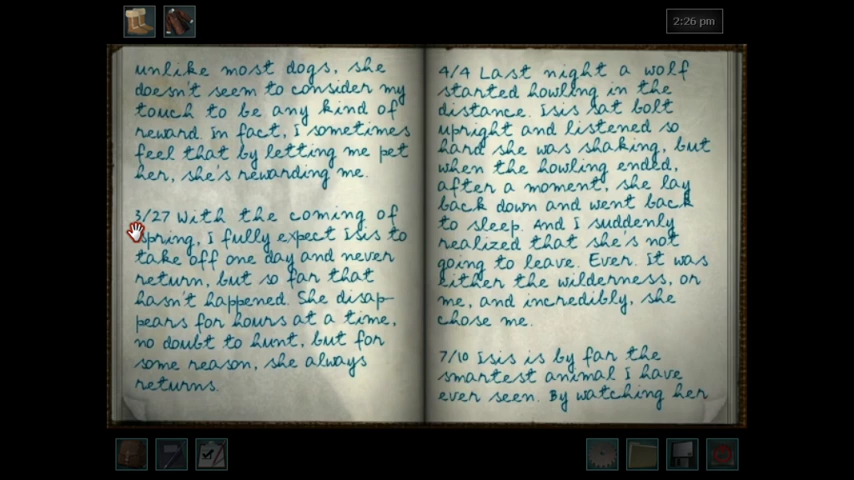 2:26 pm
unlike most dogs, she
doesn't seem to consider my
touch to be any kind of
reward. In fact, I sometimes
feel that by letting me pet
her, she's rewarding me.
3/27 With the coming of
spring, I fully expect Isis to
take off one day and never
return, but so far that
hasn't happened. She disap-
pears for hours at a time,
no doubt to hunt, but for
some reason, she always
returns.
4/4 Last night a wolf
started howling in the
distance. Isis sat bolt
upright and listened so
hard she was shaking, but
when the howling ended,
after a moment, she lay
back down and went back
to sleep. And I suddenly
realized that she's not
going to leave. Ever. It was
either the wilderness, or
me, and incredibly, she
chose me.
7/10 Isis is by far the
smartest animal I have
ever seen. By watching her